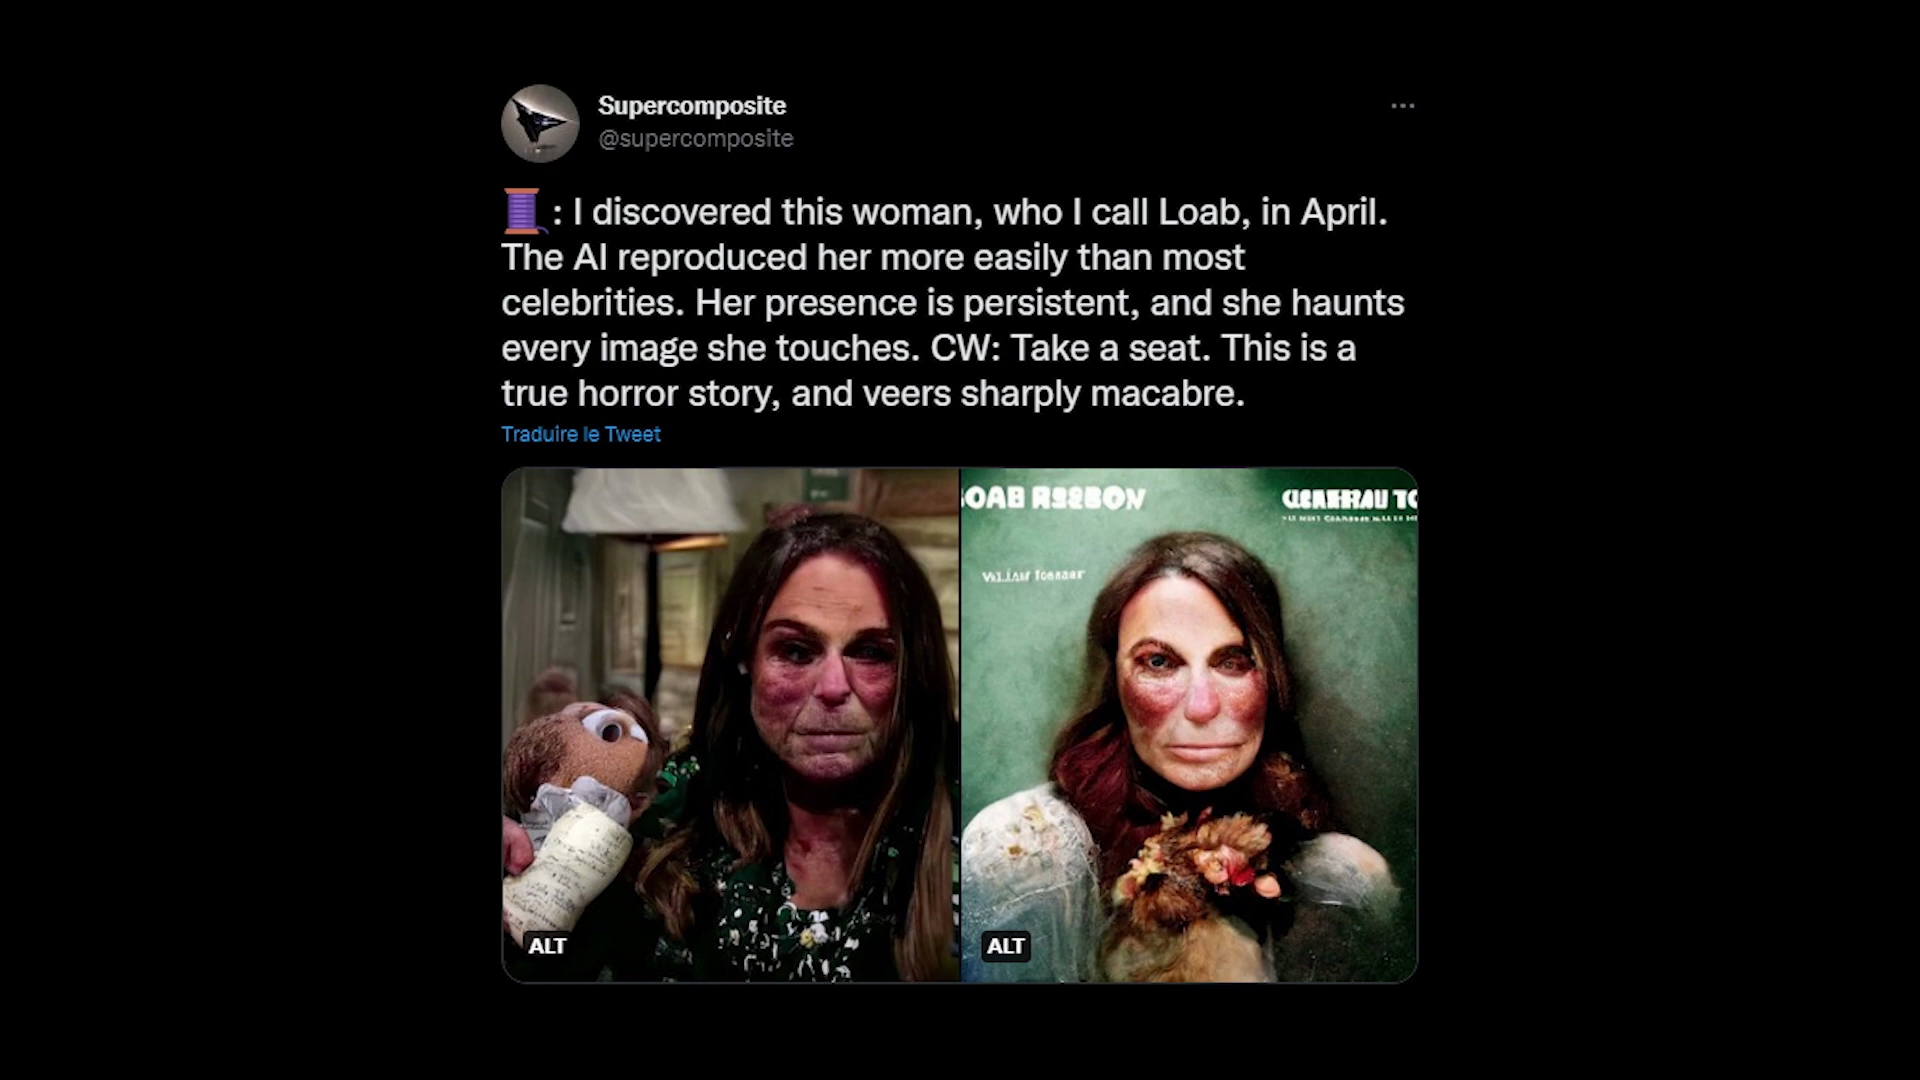 Supercomposite
@supercomposite
🧵: I discovered this woman, who I call Loab, in April.
The AI reproduced her more easily than most
celebrities. Her presence is persistent, and she haunts
every image she touches. CW: Take a seat. This is a
true horror story, and veers sharply macabre.
Traduire le Tweet
OAB
ALT
ALT